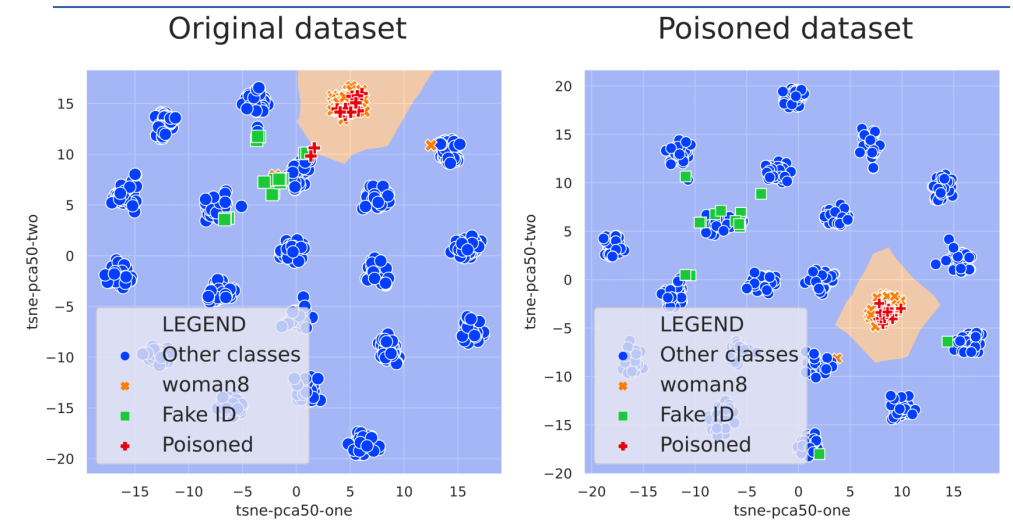 Original dataset
15
10
5
0
−5
−10
−15
−20
tsne-pca50-two
LEGEND
Other classes
woman8
Fake ID
Poisoned
−15
−10
−5
0
5
10
15
tsne-pca50-one
Poisoned dataset
20
15
10
5
0
−5
−10
−15
−20
tsne-pca50-two
LEGEND
Other classes
woman8
Fake ID
Poisoned
−20
−15
−10
−5
0
5
10
15
tsne-pca50-one